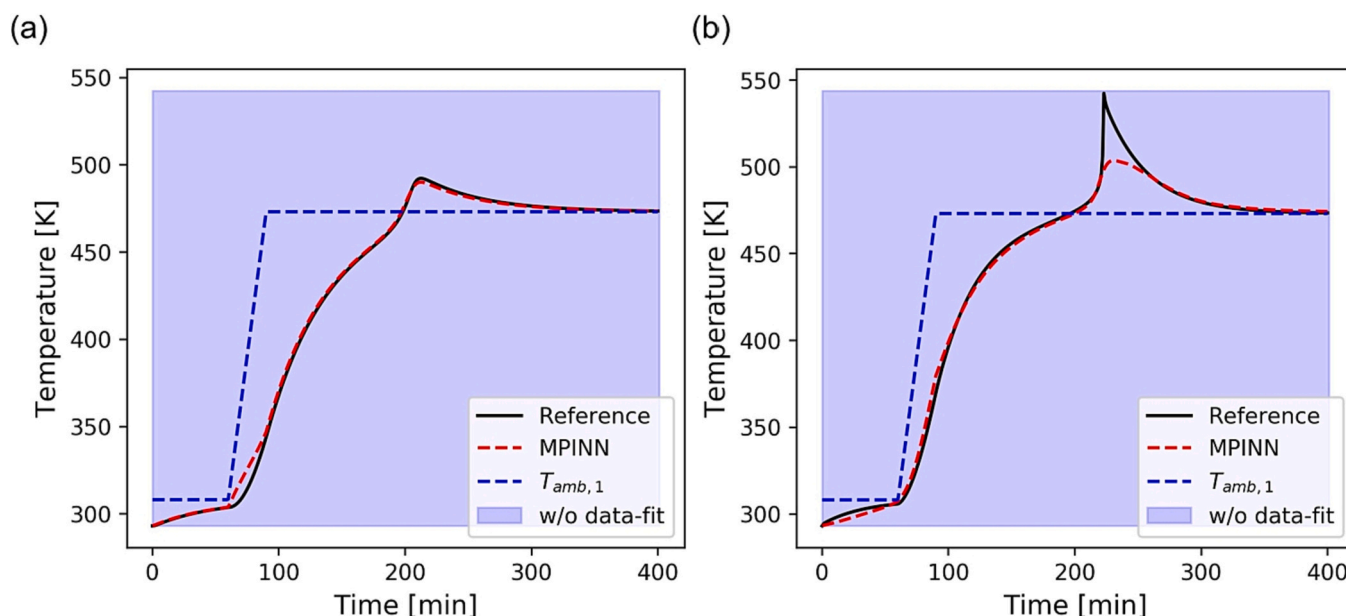 (a)
(b)
550
500
450
400
350
300
Temperature [K]
0
100
200
300
400
Time [min]
Reference
MPINN
T_{amb, 1}
w/o data-fit
550
500
450
400
350
300
Temperature [K]
0
100
200
300
400
Time [min]
Reference
MPINN
T_{amb, 1}
w/o data-fit